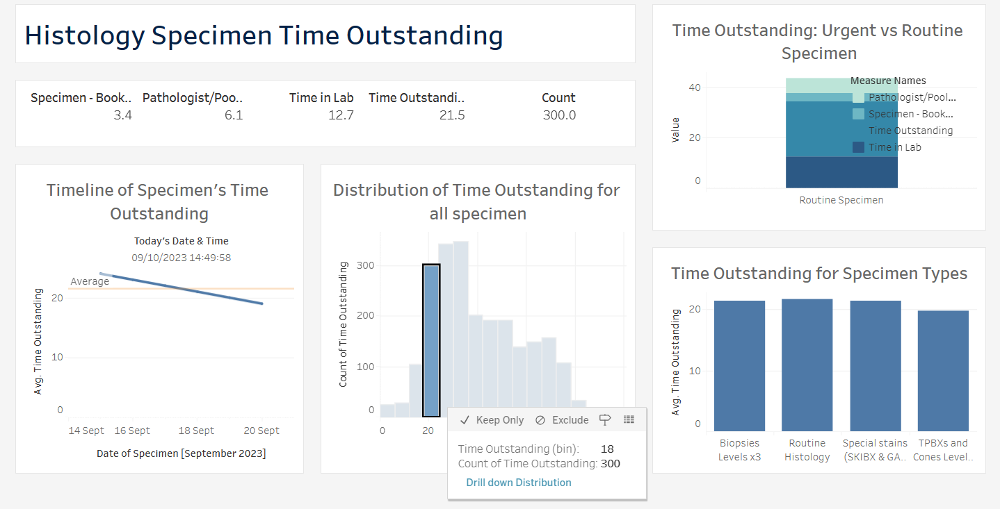 Histology Specimen Time Outstanding
Specimen - Book.. Pathologist/Poo.. Time in Lab Time Outstandi.. Count
3.4 6.1 12.7 21.5 300.0
Timeline of Specimen's Time
Outstanding
Today's Date & Time
09/10/2023 14:49:58
Average
Avg. Time Outstanding
20
10
0
14 Sept 16 Sept 18 Sept 20 Sept
Date of Specimen [September 2023]
Distribution of Time Outstanding for
all specimen
Count of Time Outstanding
300
200
100
0
0 20
Keep Only Exclude
Time Outstanding (bin): 18
Count of Time Outstanding: 300
Drill down Distribution
Time Outstanding: Urgent vs Routine
Specimen
Value
40
20
0
Measure Names
Pathologist/Pool...
Specimen - Book...
Time Outstanding
Time in Lab
Routine Specimen
Time Outstanding for Specimen Types
Avg. Time Outstanding
20
10
0
Biopsies
Levels x3
Routine
Histology
Special stains
(SKIBX & GA..
TPBXs and
Cones Level..